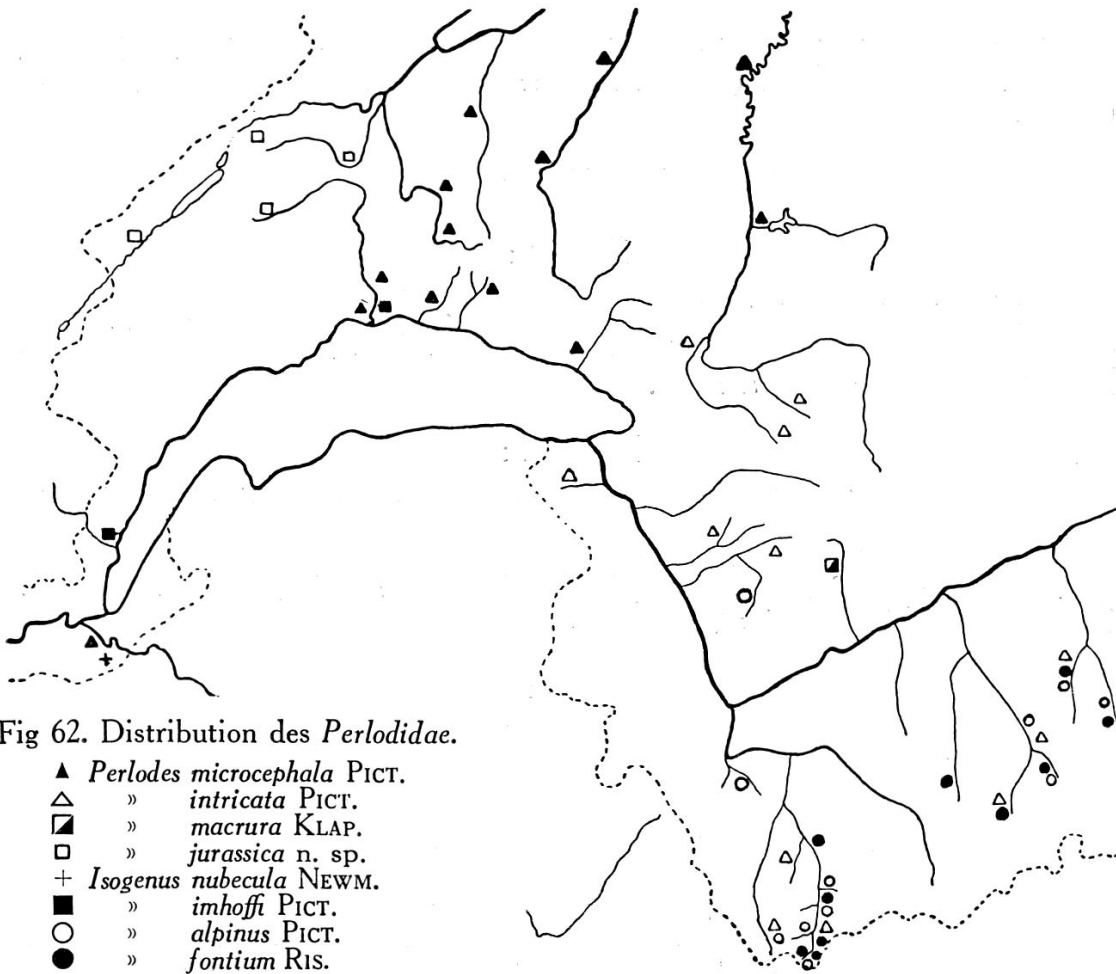 Fig 62. Distribution des Perlodidae.
▲ Perlodes microcephala PICT.
△ » intricata PICT.
◪ » macrura KLAP.
□ » jurassica n. sp.
+ Isogenus nubecula NEWM.
■ » imhoffi PICT.
○ » alpinus PICT.
● » fontium RIS.